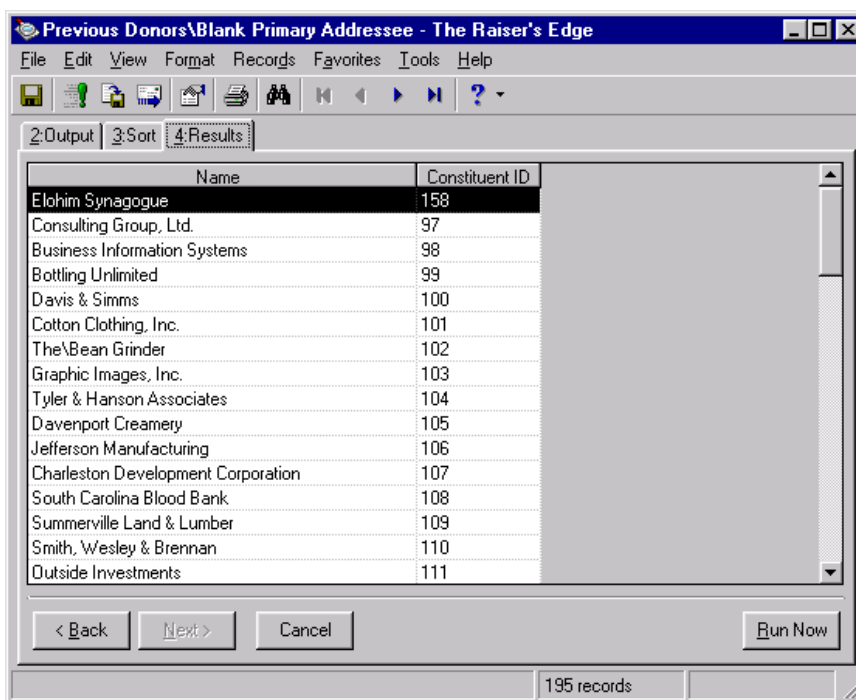 Previous Donors\Blank Primary Addressee - The Raiser's Edge
File Edit View Format Records Favorites Tools Help
2:Output 3:Sort 4:Results
Name Constituent ID
Elohim Synagogue 158
Consulting Group, Ltd. 97
Business Information Systems 98
Bottling Unlimited 99
Davis & Simms 100
Cotton Clothing, Inc. 101
The\Bean Grinder 102
Graphic Images, Inc. 103
Tyler & Hanson Associates 104
Davenport Creamery 105
Jefferson Manufacturing 106
Charleston Development Corporation 107
South Carolina Blood Bank 108
Summerville Land & Lumber 109
Smith, Wesley & Brennan 110
Outside Investments 111
< Back Next > Cancel Run Now
195 records